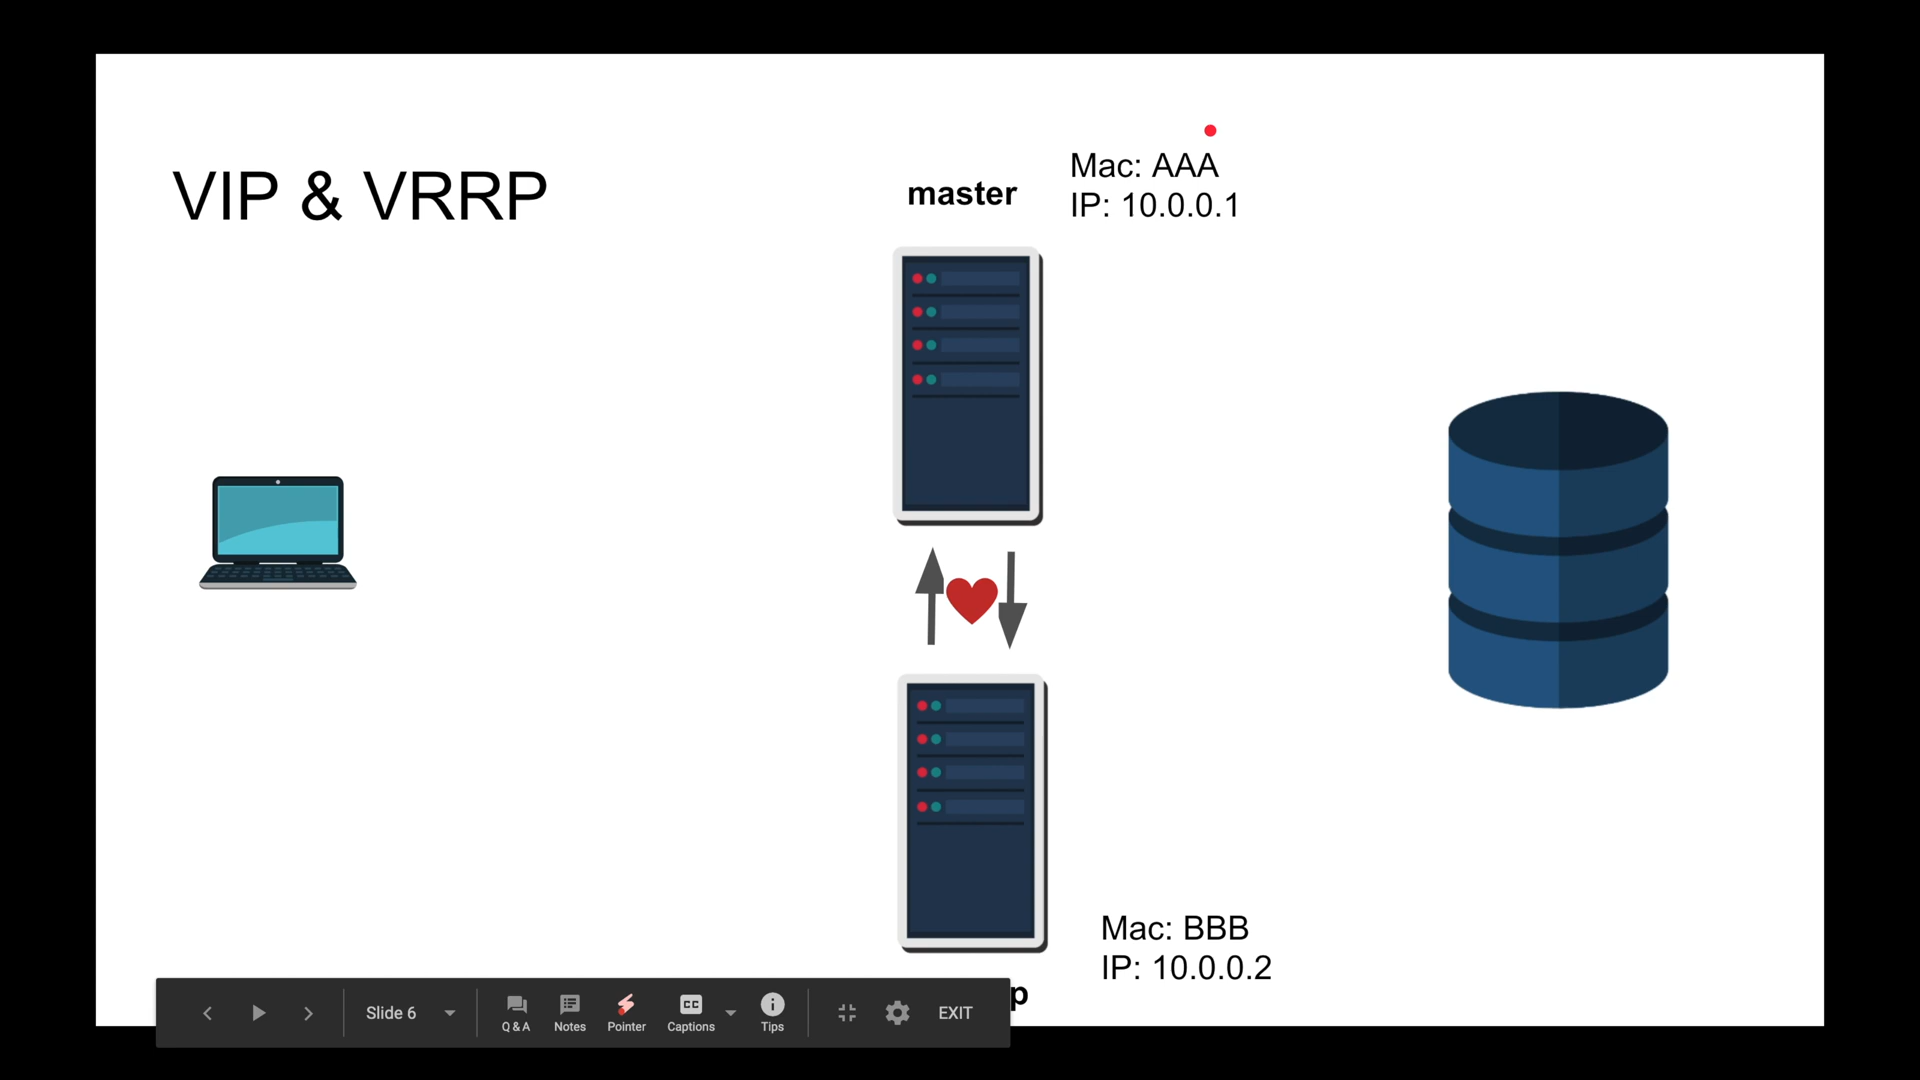 VIP & VRRP
master
Mac: AAA
IP: 10.0.0.1
Mac: BBB
IP: 10.0.0.2
p
Slide 6
Q & A
Notes
Pointer
CC
Captions
Tips
EXIT